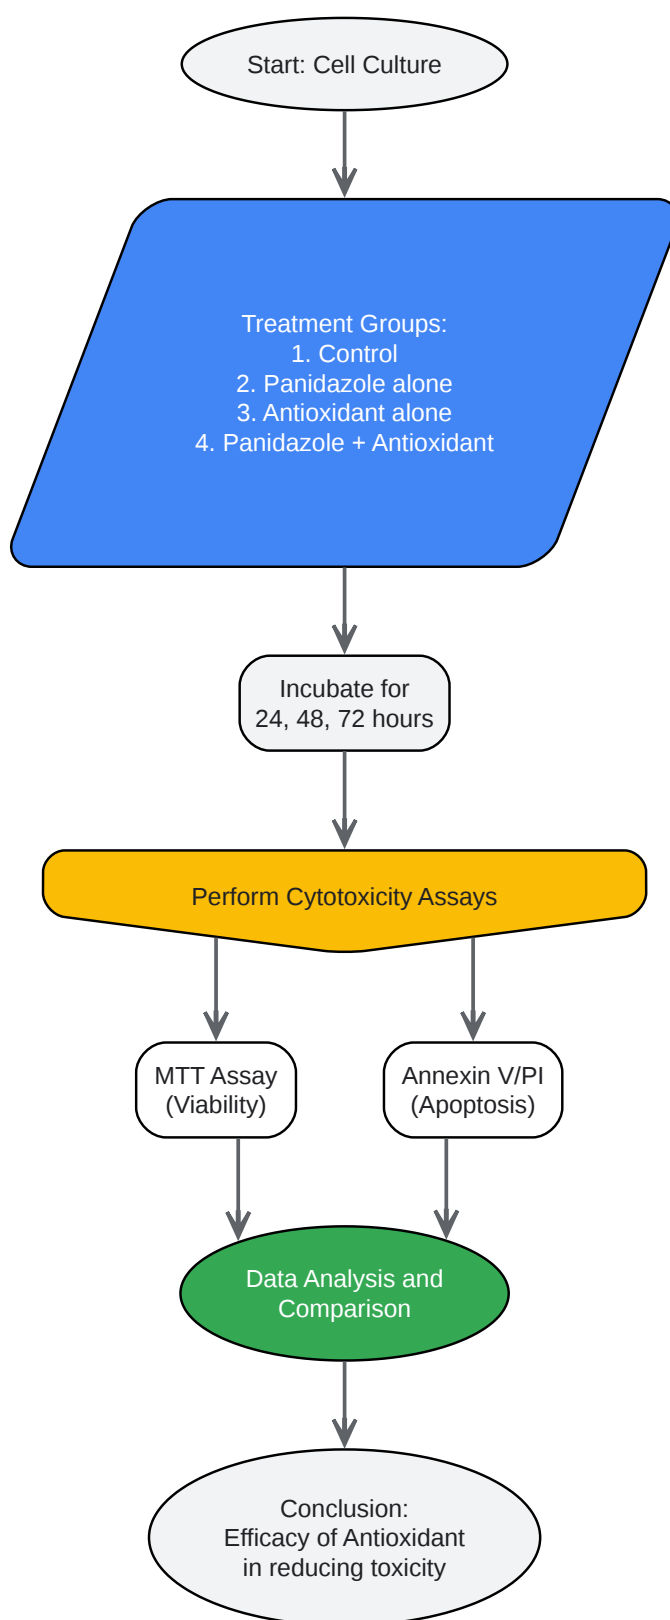 Start: Cell Culture
Treatment Groups:
1. Control
2. Panidazole alone
3. Antioxidant alone
4. Panidazole + Antioxidant
Incubate for
24, 48, 72 hours
Perform Cytotoxicity Assays
MTT Assay
(Viability)
Annexin V/PI
(Apoptosis)
Data Analysis and
Comparison
Conclusion:
Efficacy of Antioxidant
in reducing toxicity